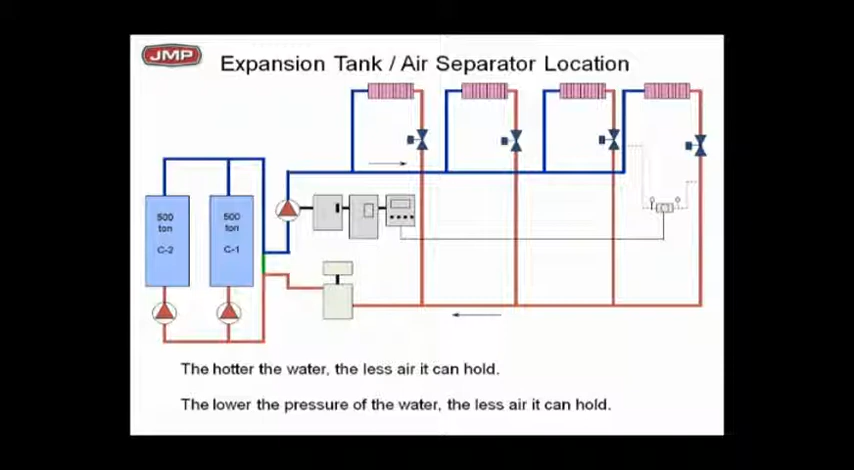 JMP
Expansion Tank / Air Separator Location
500
ton
C-2
500
ton
C-1
The hotter the water, the less air it can hold.
The lower the pressure of the water, the less air it can hold.